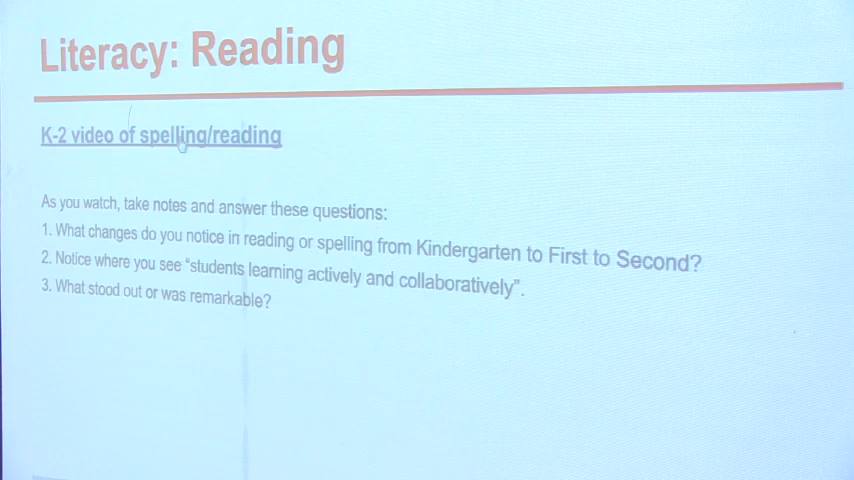 Literacy: Reading
K-2 video of spelling/reading
As you watch, take notes and answer these questions:
1. What changes do you notice in reading or spelling from Kindergarten to First to Second?
2. Notice where you see “students learning actively and collaboratively”.
3. What stood out or was remarkable?